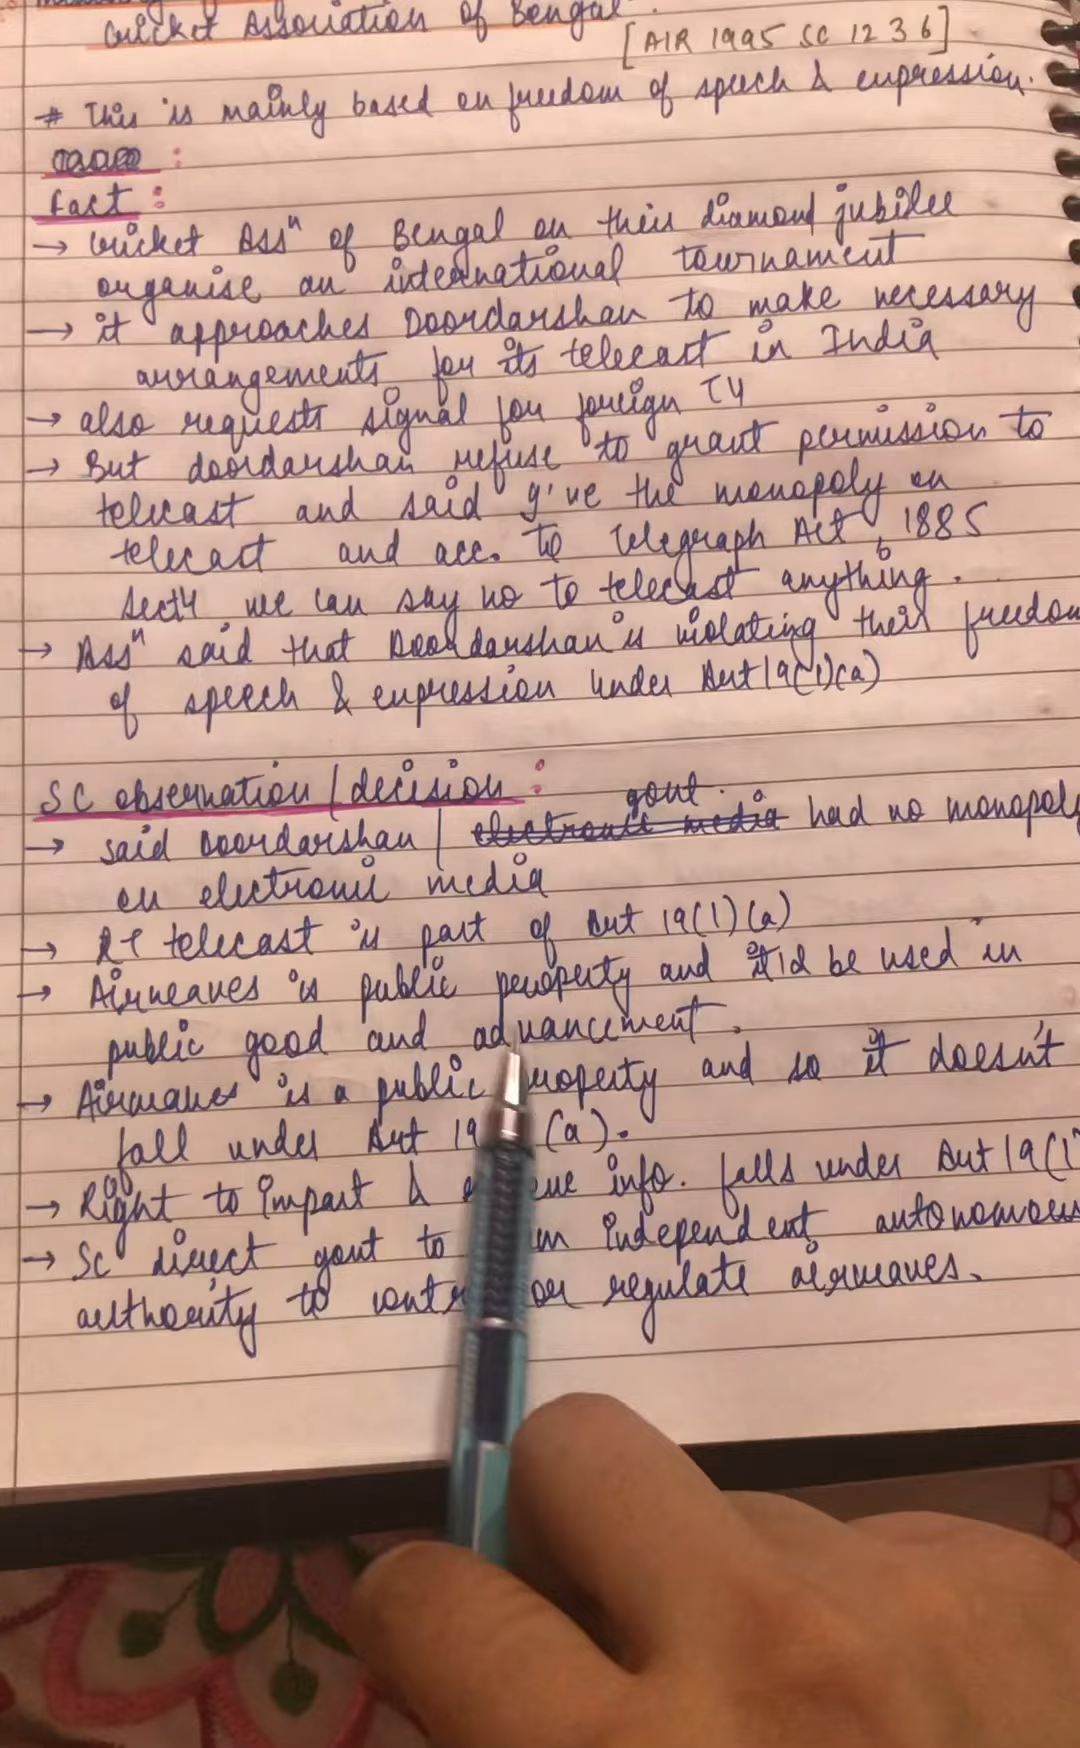 Cricket Association of Bengal.
[AIR 1995 SC 1236]
# This is mainly based on freedom of speech & expression.
:
Fact :
→ Cricket Assⁿ of Bengal on their diamond jubilee
organise an international tournament
→ it approaches Doordarshan to make necessary
arrangements for its telecast in India
→ also requests signal for foreign TV
→ But doordarshan refuse to grant permission to
telecast and said g've the monopoly on
telecast and acc. to Telegraph Act, 1885
Sect4 we can say no to telecast anything.
→ Assⁿ said that Doordarshan is violating their freedom
of speech & expression under Art 19(1)(a)
SC observation / decision :
govt.
→ said Doordarshan / electronic media had no monopoly
on electronic media
→ Rt telecast is part of Art 19(1)(a)
→ Airweaves is public property and it be used in
public good and advancement.
→ Airwaves is a public property and so it doesn't
fall under Art 19 (a).
→ Right to impart & info. falls under Art 19(1)
→ SC direct govt to independent autonomous
authority to or regulate airweaves.